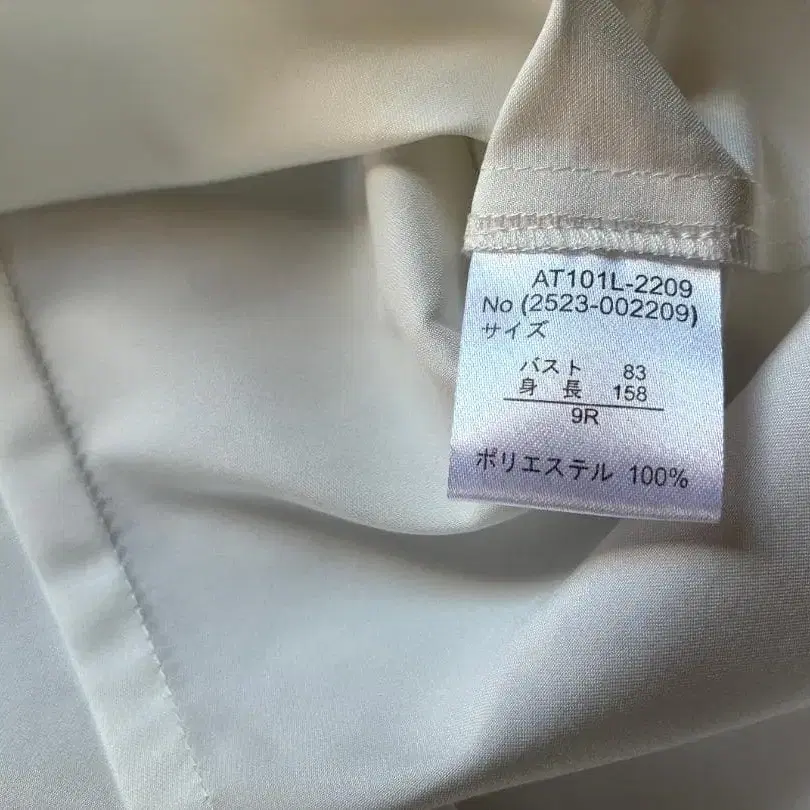 AT101L-2209
No (2523-002209)
サイズ
バスト 83
身長 158
9R
ポリエステル 100%